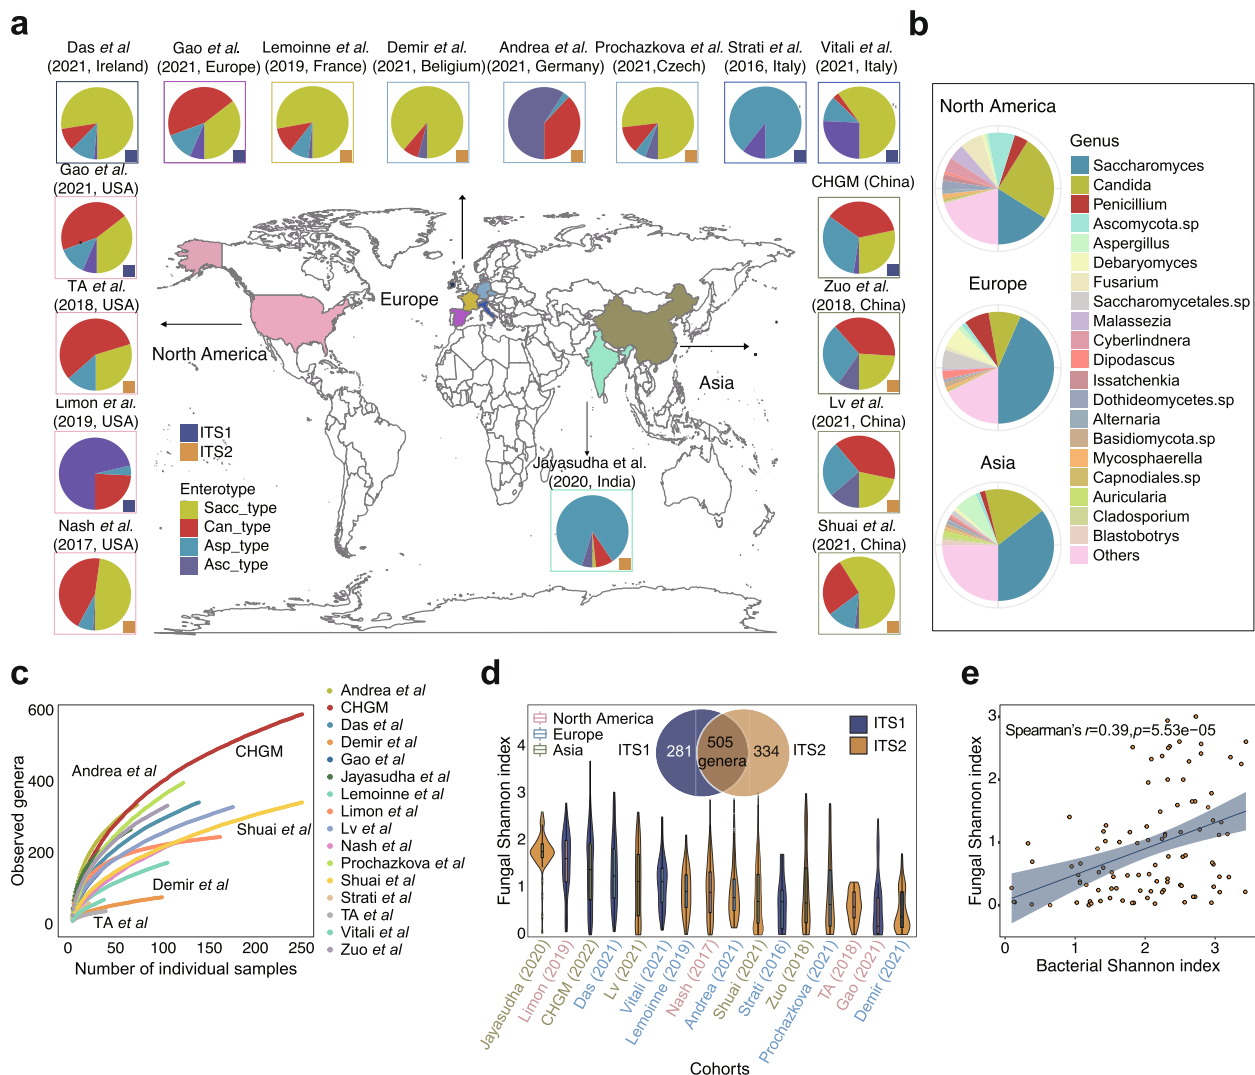 a
b
Das et al
(2021, Ireland)
Gao et al.
(2021, Europe)
Lemoinne et al.
(2019, France)
Demir et al.
(2021, Beligium)
Andrea et al.
(2021, Germany)
Prochazkova et al.
(2021,Czech)
Strati et al.
(2016, Italy)
Vitali et al.
(2021, Italy)
Gao et al.
(2021, USA)
TA et al.
(2018, USA)
Limon et al.
(2019, USA)
Nash et al.
(2017, USA)
North America
Europe
Asia
ITS1
ITS2
Enterotype
Sacc_type
Can_type
Asp_type
Asc_type
Jayasudha et al.
(2020, India)
CHGM (China)
Zuo et al.
(2018, China)
Lv et al.
(2021, China)
Shuai et al.
(2021, China)
North America
Europe
Asia
Genus
Saccharomyces
Candida
Penicillium
Ascomycota.sp
Aspergillus
Debaryomyces
Fusarium
Saccharomycetales.sp
Malassezia
Cyberlindnera
Dipodascus
Issatchenkia
Dothideomycetes.sp
Alternaria
Basidiomycota.sp
Mycosphaerella
Capnodiales.sp
Auricularia
Cladosporium
Blastobotrys
Others
c
Observed genera
600
400
200
0
0
50
100
150
200
250
Number of individual samples
CHGM
Andrea et al
Shuai et al
Demir et al
TA et al
Andrea et al
CHGM
Das et al
Demir et al
Gao et al
Jayasudha et al
Lemoinne et al
Limon et al
Lv et al
Nash et al
Prochazkova et al
Shuai et al
Strati et al
TA et al
Vitali et al
Zuo et al
d
Fungal Shannon index
4
3
2
1
0
North America
Europe
Asia
ITS1
281
505
genera
334
ITS2
ITS1
ITS2
Jayasudha (2020)
Limon (2019)
CHGM (2022)
Das (2021)
Lv (2021)
Vitali (2021)
Lemoinne (2019)
Nash (2017)
Andrea (2021)
Shuai (2021)
Strati (2016)
Zuo (2018)
Prochazkova (2021)
TA (2018)
Gao (2021)
Demir (2021)
Cohorts
e
Spearman's r=0.39,p=5.53e−05
Fungal Shannon index
3
2
1
0
0
1
2
3
Bacterial Shannon index